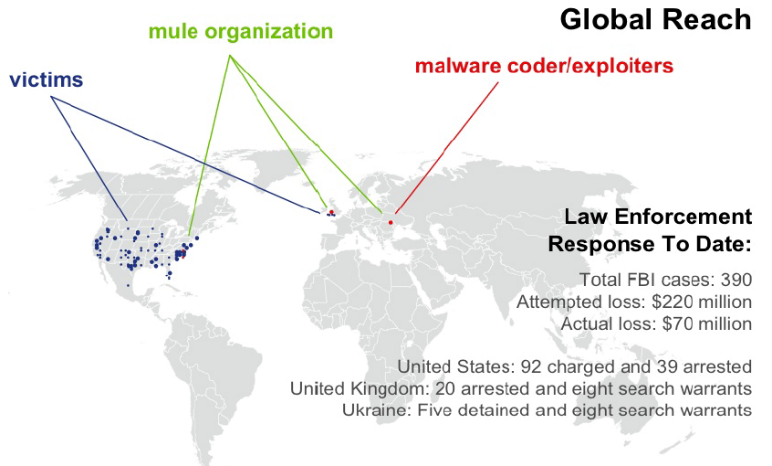 Global Reach
mule organization
malware coder/exploiters
victims
Law Enforcement
Response To Date:
Total FBI cases: 390
Attempted loss: $220 million
Actual loss: $70 million
United States: 92 charged and 39 arrested
United Kingdom: 20 arrested and eight search warrants
Ukraine: Five detained and eight search warrants